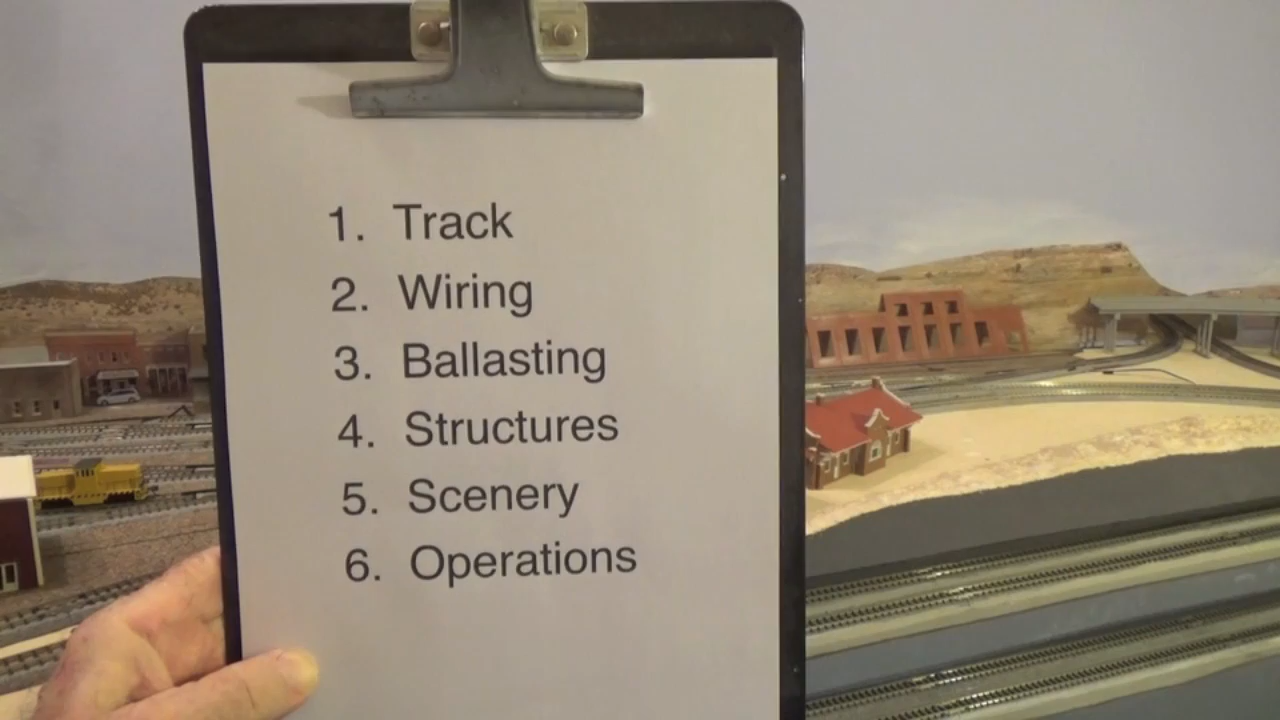 1. Track
2. Wiring
3. Ballasting
4. Structures
5. Scenery
6. Operations